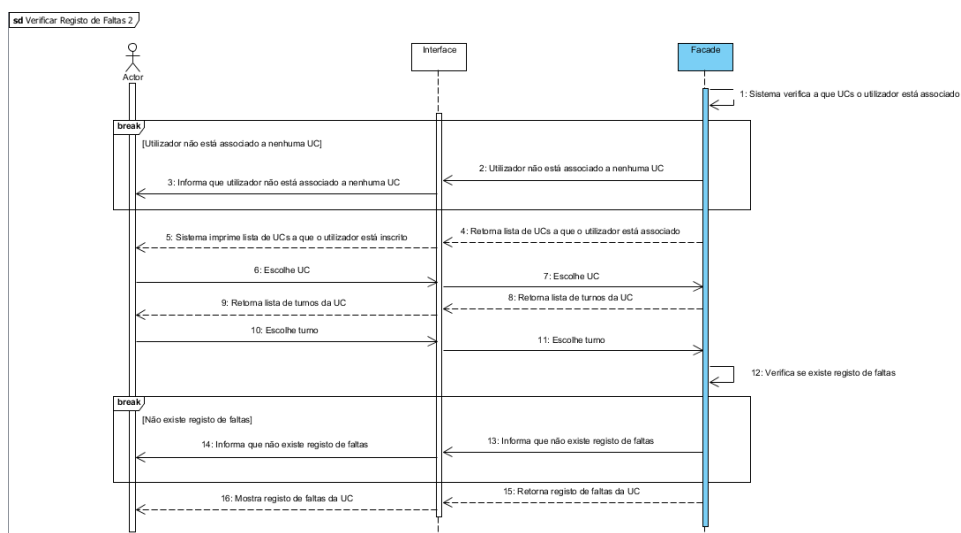 sd Verificar Registo de Faltas 2
Actor
Interface
Facade
1: Sistema verifica a que UCs o utilizador está associado
break
[Utilizador não está associado a nenhuma UC]
2: Utilizador não está associado a nenhuma UC
3: Informa que utilizador não está associado a nenhuma UC
4: Retorna lista de UCs a que o utilizador está associado
5: Sistema imprime lista de UCs a que o utilizador está inscrito
6: Escolhe UC
7: Escolhe UC
8: Retorna lista de turnos da UC
9: Retorna lista de turnos da UC
10: Escolhe turno
11: Escolhe turno
12: Verifica se existe registo de faltas
break
[Não existe registo de faltas]
13: Informa que não existe registo de faltas
14: Informa que não existe registo de faltas
15: Retorna registo de faltas da UC
16: Mostra registo de faltas da UC